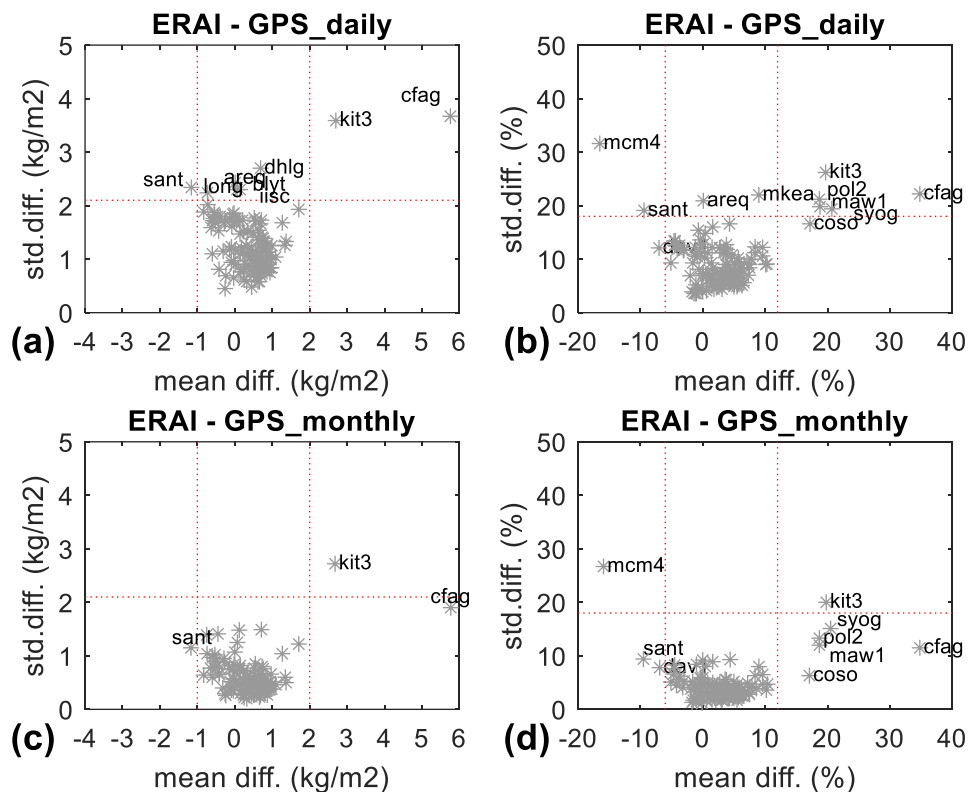 ERAI - GPS_daily
5
4
3
2
1
0
std.diff. (kg/m2)
cfag
kit3
dhlg
areq
blyt
sant
long
lisc
(a)
-4 -3 -2 -1 0 1 2 3 4 5 6
mean diff. (kg/m2)
ERAI - GPS_daily
50
40
30
20
10
0
std.diff. (%)
mcm4
kit3
pol2
cfag
mkea
areq
maw1
sant
syog
coso
dav1
(b)
-20 -10 0 10 20 30 40
mean diff. (%)
ERAI - GPS_monthly
5
4
3
2
1
0
std.diff. (kg/m2)
kit3
cfag
sant
(c)
-4 -3 -2 -1 0 1 2 3 4 5 6
mean diff. (kg/m2)
ERAI - GPS_monthly
50
40
30
20
10
0
std.diff. (%)
mcm4
kit3
syog
pol2
sant
cfag
maw1
dav1
coso
(d)
-20 -10 0 10 20 30 40
mean diff. (%)